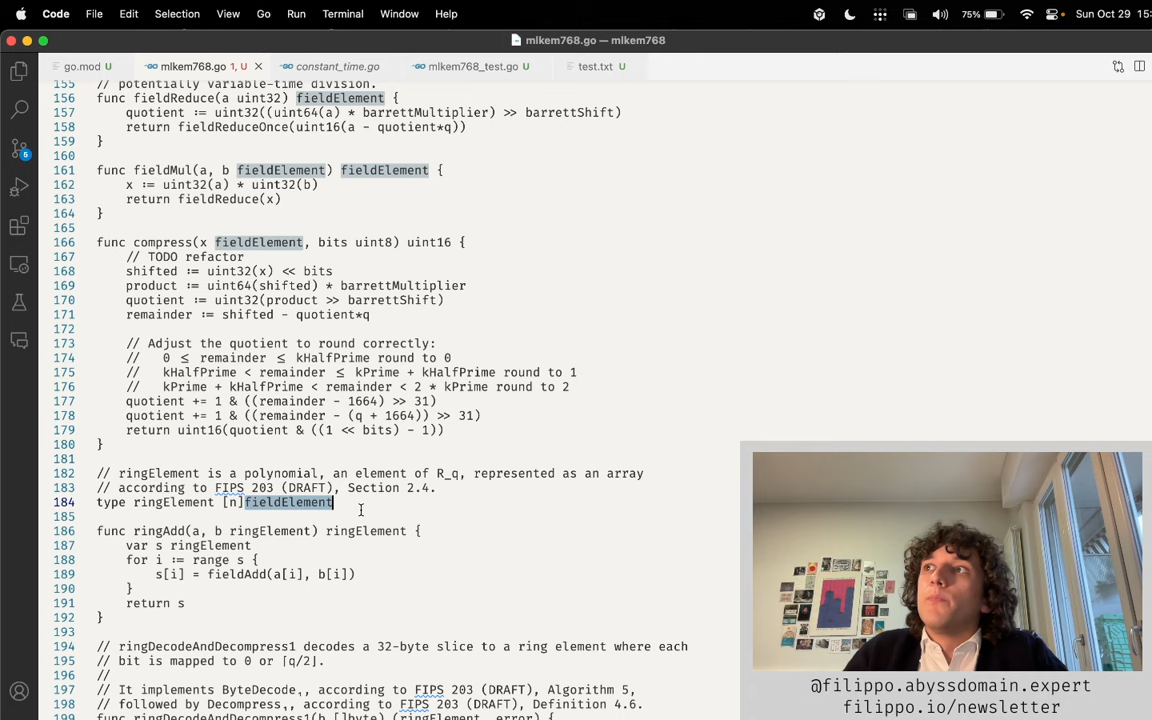 Code File Edit Selection View Go Run Terminal Window Help 75% Sun Oct 29 15:
mlkem768.go — mlkem768
go.mod U mlkem768.go 1, U constant_time.go mlkem768_test.go U test.txt U
155 // potentially variable-time division.
156 func fieldReduce(a uint32) fieldElement {
157 quotient := uint32((uint64(a) * barrettMultiplier) >> barrettShift)
158 return fieldReduceOnce(uint16(a - quotient*q))
159 }
160
161 func fieldMul(a, b fieldElement) fieldElement {
162 x := uint32(a) * uint32(b)
163 return fieldReduce(x)
164 }
165
166 func compress(x fieldElement, bits uint8) uint16 {
167 // TODO refactor
168 shifted := uint32(x) << bits
169 product := uint64(shifted) * barrettMultiplier
170 quotient := uint32(product >> barrettShift)
171 remainder := shifted - quotient*q
172
173 // Adjust the quotient to round correctly:
174 // 0 ≤ remainder ≤ kHalfPrime round to 0
175 // kHalfPrime < remainder ≤ kPrime + kHalfPrime round to 1
176 // kPrime + kHalfPrime < remainder < 2 * kPrime round to 2
177 quotient += 1 & ((remainder - 1664) >> 31)
178 quotient += 1 & ((remainder - (q + 1664)) >> 31)
179 return uint16(quotient & ((1 << bits) - 1))
180 }
181
182 // ringElement is a polynomial, an element of R_q, represented as an array
183 // according to FIPS 203 (DRAFT), Section 2.4.
184 type ringElement [n]fieldElement
185
186 func ringAdd(a, b ringElement) ringElement {
187 var s ringElement
188 for i := range s {
189 s[i] = fieldAdd(a[i], b[i])
190 }
191 return s
192 }
193
194 // ringDecodeAndDecompress1 decodes a 32-byte slice to a ring element where each
195 // bit is mapped to 0 or ⌈q/2⌋.
196 //
197 // It implements ByteDecode₁, according to FIPS 203 (DRAFT), Algorithm 5,
198 // followed by Decompress₁, according to FIPS 203 (DRAFT), Definition 4.6.
199 func ringDecodeAndDecompress1(b []byte) (ringElement, error) {
5
@filippo.abyssdomain.expert
filippo.io/newsletter